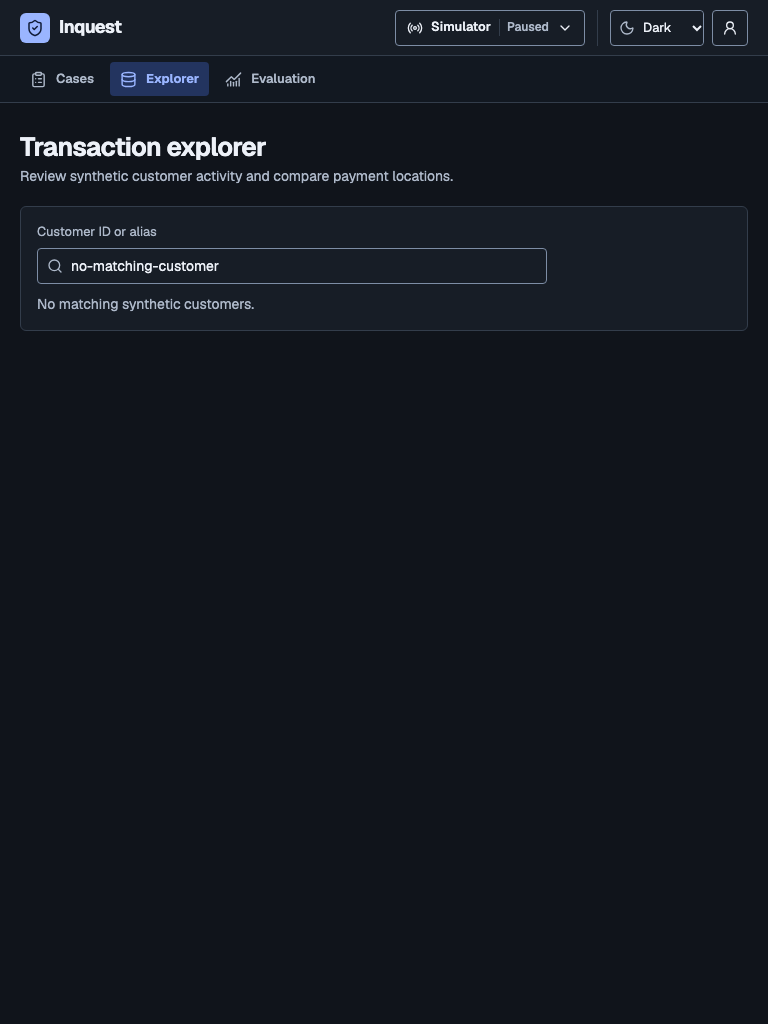 Inquest
Simulator Paused
Dark
Cases
Explorer
Evaluation
Transaction explorer
Review synthetic customer activity and compare payment locations.
Customer ID or alias
no-matching-customer
No matching synthetic customers.